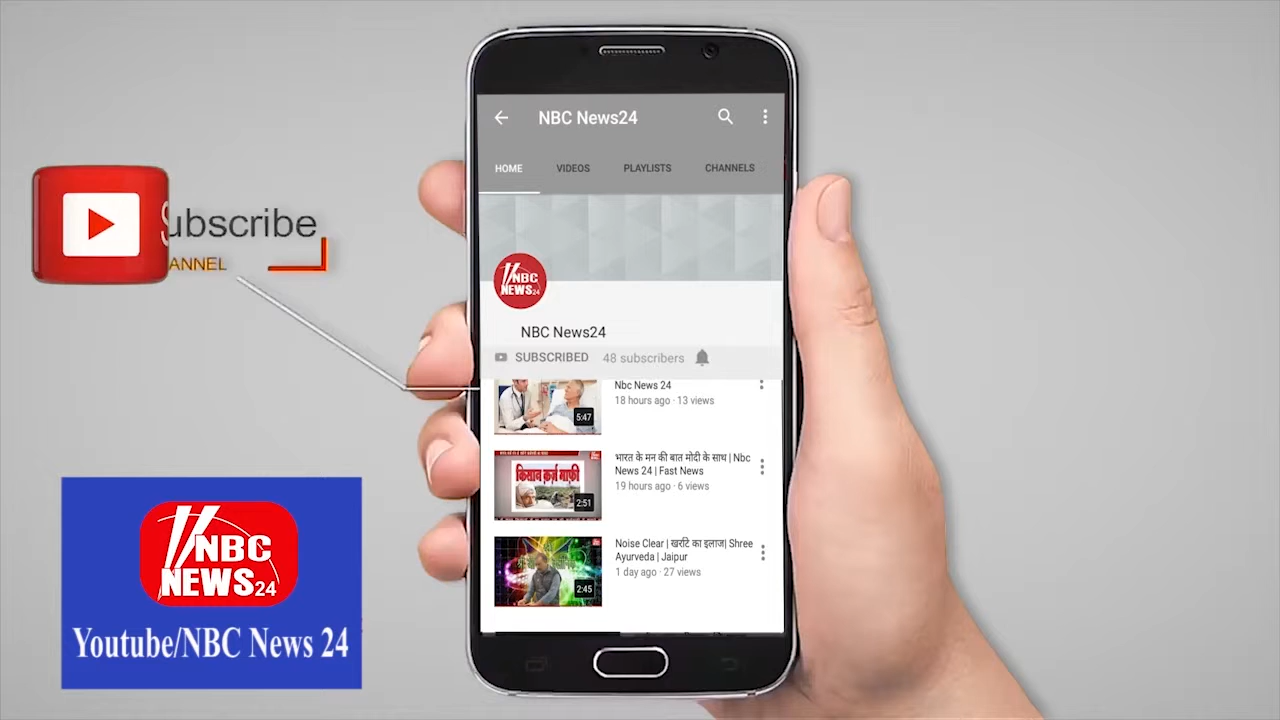 NBC News24
HOME VIDEOS PLAYLISTS CHANNELS
NBC NEWS24
NBC News24
SUBSCRIBED 48 subscribers
Nbc News 24
18 hours ago · 13 views
5:47
भारत के मन की बात मोदी के साथ | Nbc
News 24 | Fast News
19 hours ago · 6 views
किसान क़र्ज़ माफ़ी
2:51
Noise Clear | खर्राटे का इलाज| Shree
Ayurveda | Jaipur
1 day ago · 27 views
2:45
Subscribe
ANNEL
NBC
NEWS24
Youtube/NBC News 24